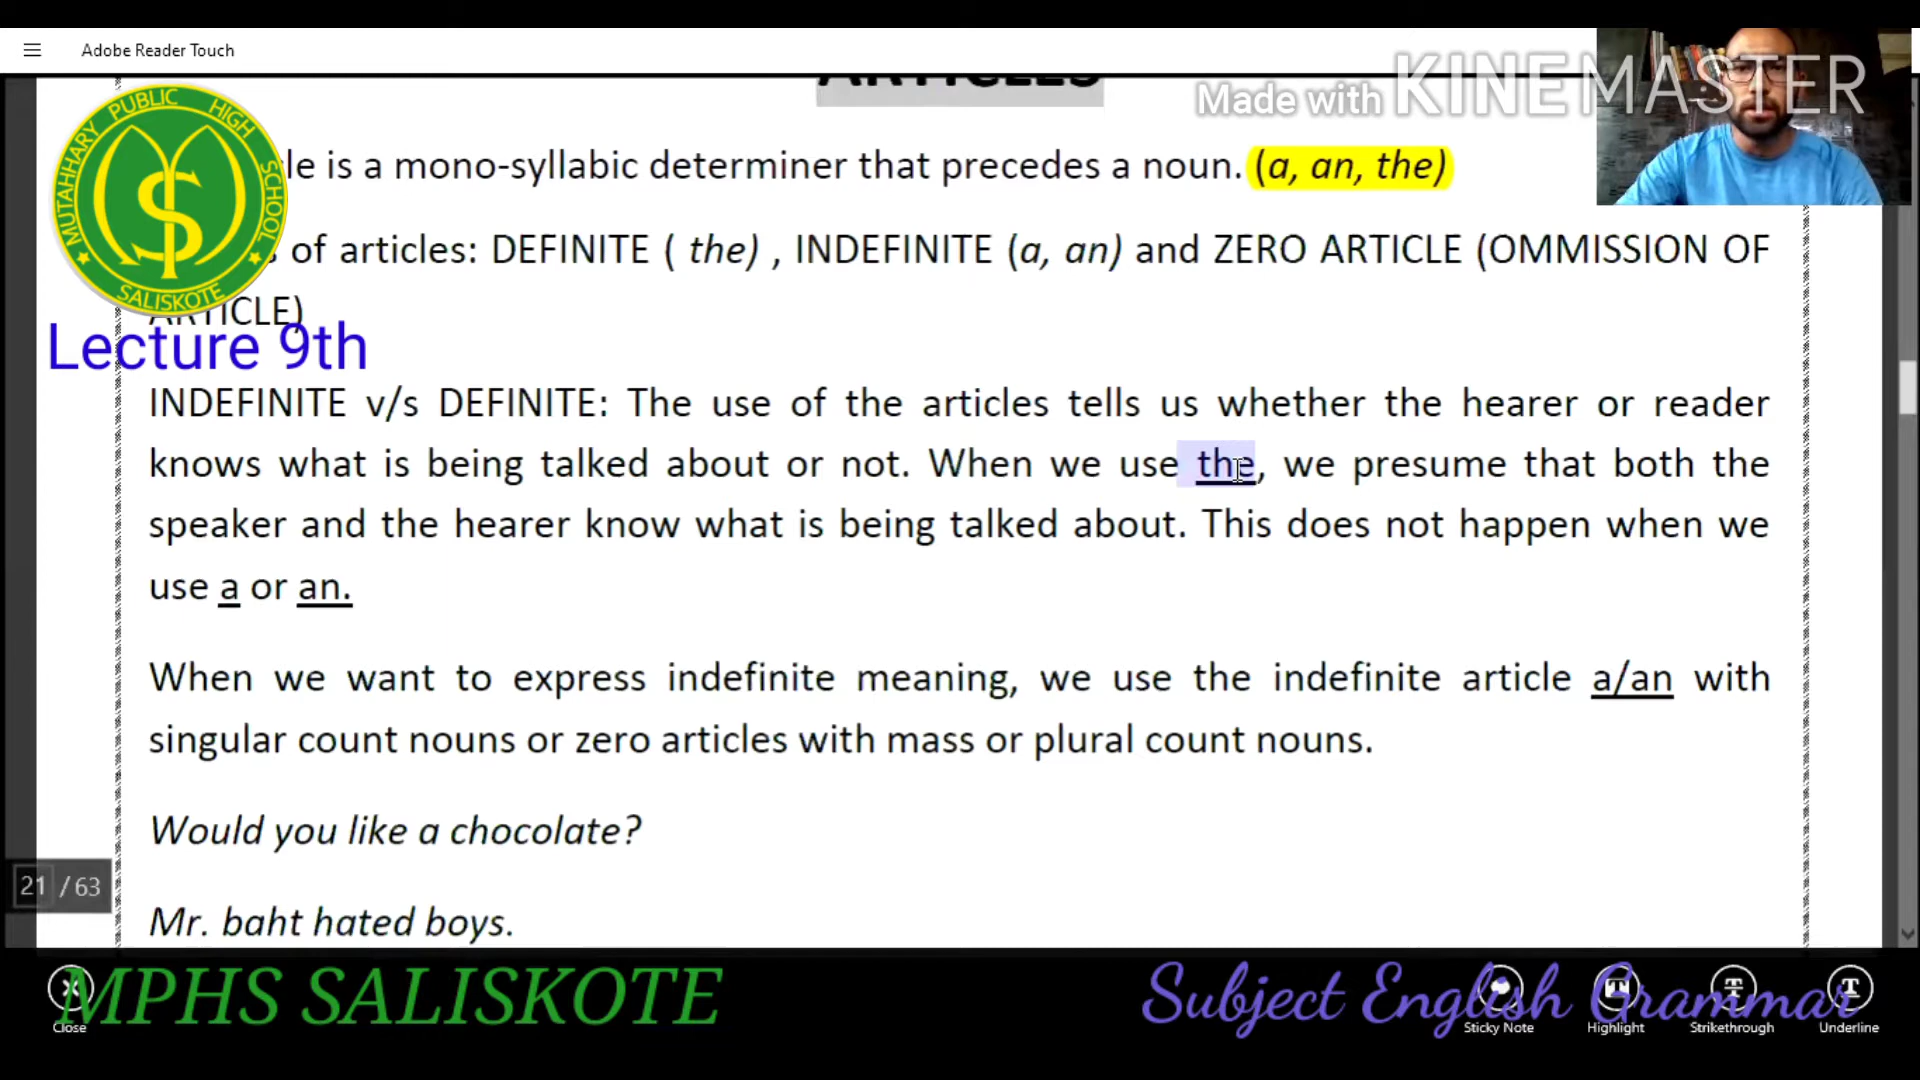 Adobe Reader Touch
ARTICLES
Made with KINEMASTER
MUTAHHARY PUBLIC HIGH SCHOOL
SALISKOTE
le is a mono-syllabic determiner that precedes a noun. (a, an, the)
of articles: DEFINITE ( the) , INDEFINITE (a, an) and ZERO ARTICLE (OMMISSION OF
ARTICLE)
Lecture 9th
INDEFINITE v/s DEFINITE: The use of the articles tells us whether the hearer or reader
knows what is being talked about or not. When we use the, we presume that both the
speaker and the hearer know what is being talked about. This does not happen when we
use a or an.
When we want to express indefinite meaning, we use the indefinite article a/an with
singular count nouns or zero articles with mass or plural count nouns.
Would you like a chocolate?
21 / 63
Mr. baht hated boys.
MPHS SALISKOTE
Subject English Grammar
Close
Sticky Note
Highlight
Strikethrough
Underline